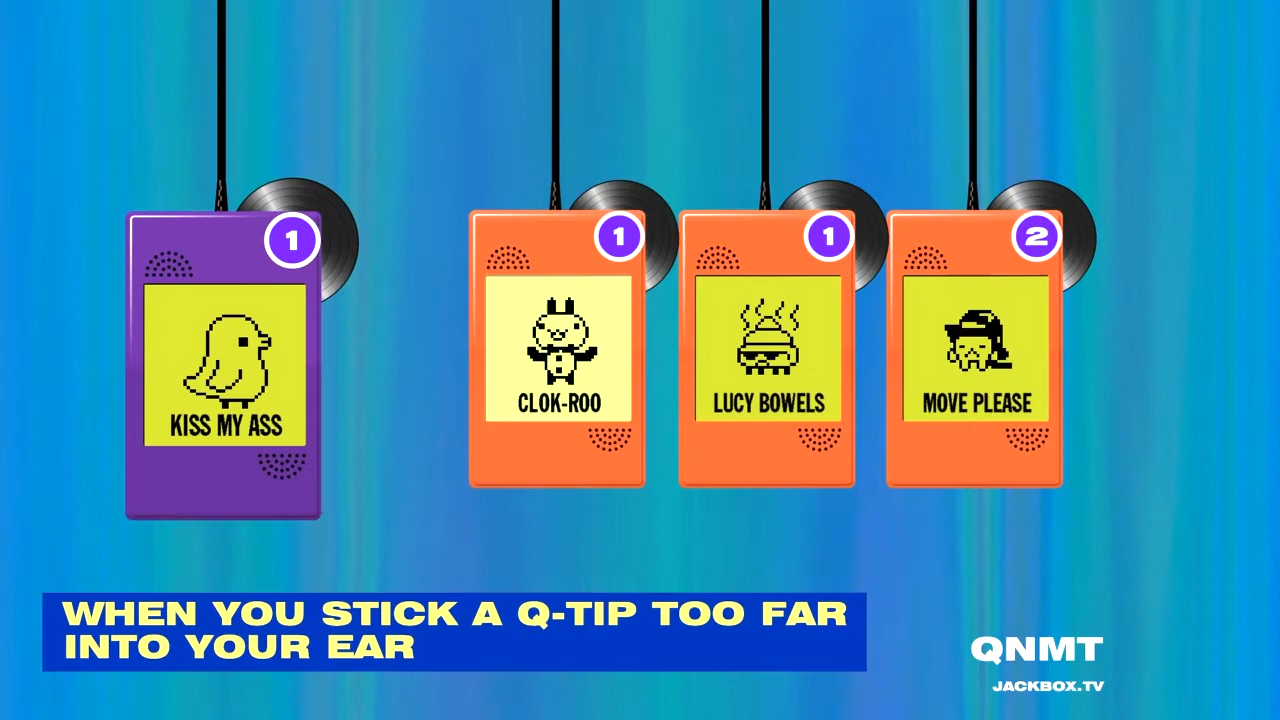 1
KISS MY ASS
1
CLOK-ROO
1
LUCY BOWELS
2
MOVE PLEASE
WHEN YOU STICK A Q-TIP TOO FAR
INTO YOUR EAR
QNMT
JACKBOX.TV